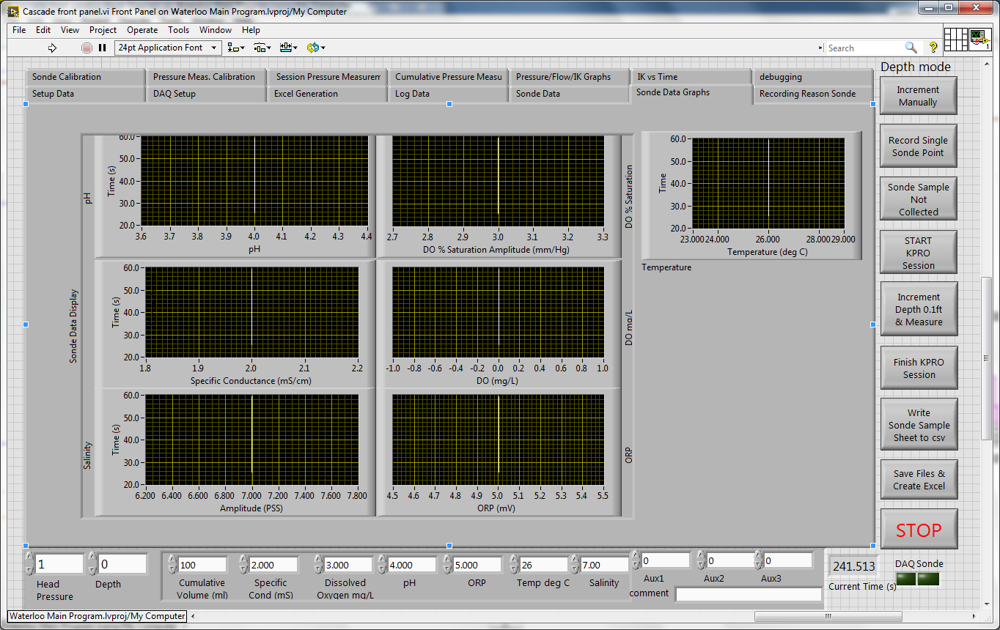 Cascade front panel.vi Front Panel on Waterloo Main Program.lvproj/My Computer
File Edit View Project Operate Tools Window Help
24pt Application Font
Search
?
1
Sonde Calibration Pressure Meas. Calibration Session Pressure Measurem Cumulative Pressure Measu Pressure/Flow/IK Graphs IK vs Time debugging
Setup Data DAQ Setup Excel Generation Log Data Sonde Data Sonde Data Graphs Recording Reason Sonde
Depth mode
Increment
Manually
Record Single
Sonde Point
Sonde Sample
Not
Collected
START
KPRO
Session
Increment
Depth 0.1ft
& Measure
Finish KPRO
Session
Write
Sonde Sample
Sheet to csv
Save Files &
Create Excel
STOP
Sonde Data Display
pH
Time (s)
60.0
50.0
40.0
30.0
20.0
3.6 3.7 3.8 3.9 4.0 4.1 4.2 4.3 4.4
pH
2.7 2.8 2.9 3.0 3.1 3.2 3.3
DO % Saturation Amplitude (mm/Hg)
DO % Saturation
Time
60.0
50.0
40.0
30.0
20.0
23.000 24.000 26.000 28.000 29.000
Temperature (deg C)
Temperature
Time (s)
60.0
50.0
40.0
30.0
20.0
1.8 1.9 2.0 2.1 2.2
Specific Conductance (mS/cm)
-1.0 -0.8 -0.6 -0.4 -0.2 0.0 0.2 0.4 0.6 0.8 1.0
DO (mg/L)
DO mg/L
Salinity
Time (s)
60.0
50.0
40.0
30.0
20.0
6.200 6.400 6.600 6.800 7.000 7.200 7.400 7.600 7.800
Amplitude (PSS)
4.5 4.6 4.7 4.8 4.9 5.0 5.1 5.2 5.3 5.4 5.5
ORP (mV)
ORP
1 0 100 2.000 3.000 4.000 5.000 26 7.00 0 0 0
Head
Pressure
Depth
Cumulative
Volume (ml)
Specific
Cond (mS)
Dissolved
Oxygen mg/L
pH
ORP
Temp deg C
Salinity
Aux1
Aux2
Aux3
comment
241.513
Current Time (s)
DAQ Sonde
Waterloo Main Program.lvproj/My Computer